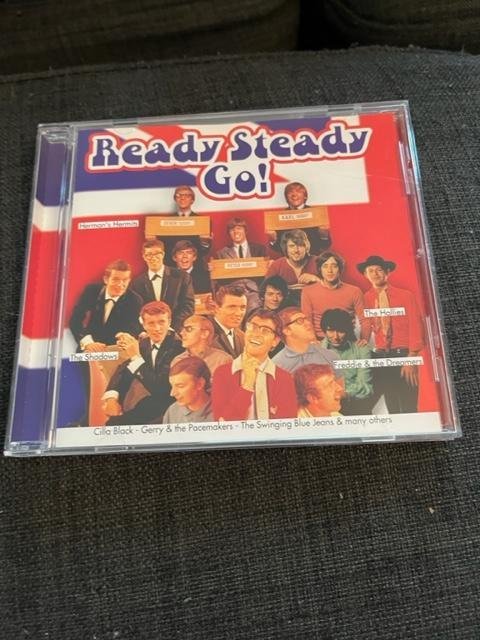 Ready Steady
Go!
Herman's Hermits
The Hollies
The Shadows
Freddie & the Dreamers
Cilla Black - Gerry & the Pacemakers - The Swinging Blue Jeans & many others